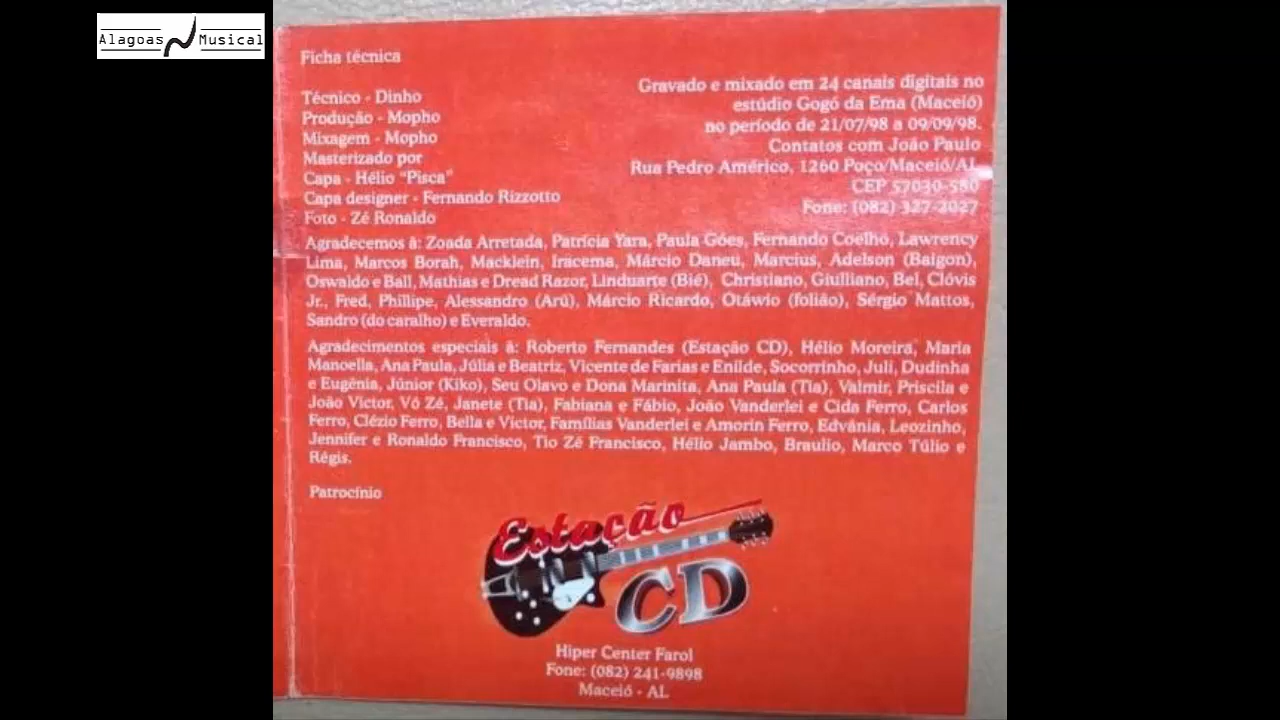 Alagoas Musical
Ficha técnica
Técnico - Dinho
Produção - Mopho
Mixagem - Mopho
Masterizado por
Capa - Hélio "Pisca"
Capa designer - Fernando Rizzotto
Foto - Zé Ronaldo
Gravado e mixado em 24 canais digitais no
estúdio Gogó da Ema (Maceió)
no período de 21/07/98 a 09/09/98.
Contatos com João Paulo
Rua Pedro Américo, 1260 Poço/Maceió/AL
CEP 57030-580
Fone: (082) 327-2027
Agradecemos à: Zoada Arretada, Patrícia Yara, Paula Góes, Fernando Coelho, Lawrency
Lima, Marcos Borah, Macklein, Iracema, Márcio Daneu, Marcius, Adelson (Baigon),
Oswaldo e Ball, Mathias e Dread Razor, Linduarte (Bié), Christiano, Giulliano, Bel, Clóvis
Jr., Fred, Phillipe, Alessandro (Arú), Márcio Ricardo, Otáwio (folião), Sérgio Mattos,
Sandro (do caralho) e Everaldo.
Agradecimentos especiais à: Roberto Fernandes (Estação CD), Hélio Moreira, Maria
Manoella, Ana Paula, Júlia e Beatriz, Vicente de Farias e Enilde, Socorrinho, Juli, Dudinha
e Eugênia, Júnior (Kiko), Seu Olavo e Dona Marinita, Ana Paula (Tia), Valmir, Priscila e
João Victor, Vó Zé, Janete (Tia), Fabiana e Fábio, João Vanderlei e Cida Ferro, Carlos
Ferro, Clézio Ferro, Bella e Victor, Famílias Vanderlei e Amorin Ferro, Edvânia, Leozinho,
Jennifer e Ronaldo Francisco, Tio Zé Francisco, Hélio Jambo, Braulio, Marco Túlio e
Régis.
Patrocínio
Estação
CD
Hiper Center Farol
Fone: (082) 241-9898
Maceió - AL